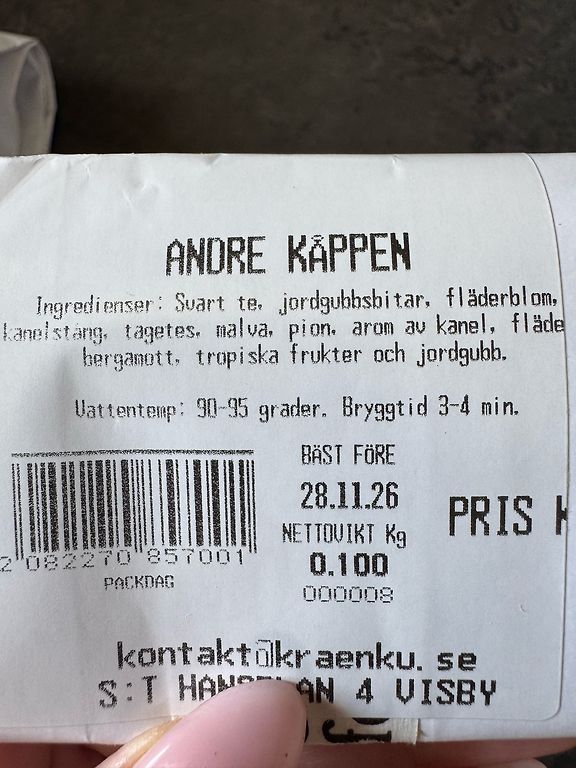 ANDRE KÅPPEN
Ingredienser: Svart te, jordgubbsbitar, fläderblom,
kanelstång, tagetes, malva, pion, arom av kanel, fläde
bergamott, tropiska frukter och jordgubb.
Vattentemp: 90-95 grader. Bryggtid 3-4 min.
BÄST FÖRE
28.11.26
PRIS K
NETTOVIKT Kg
0.100
000008
2 082270 857001
PACKDAG
kontakt@kraenku.se
S:T HANSPLAN 4 VISBY